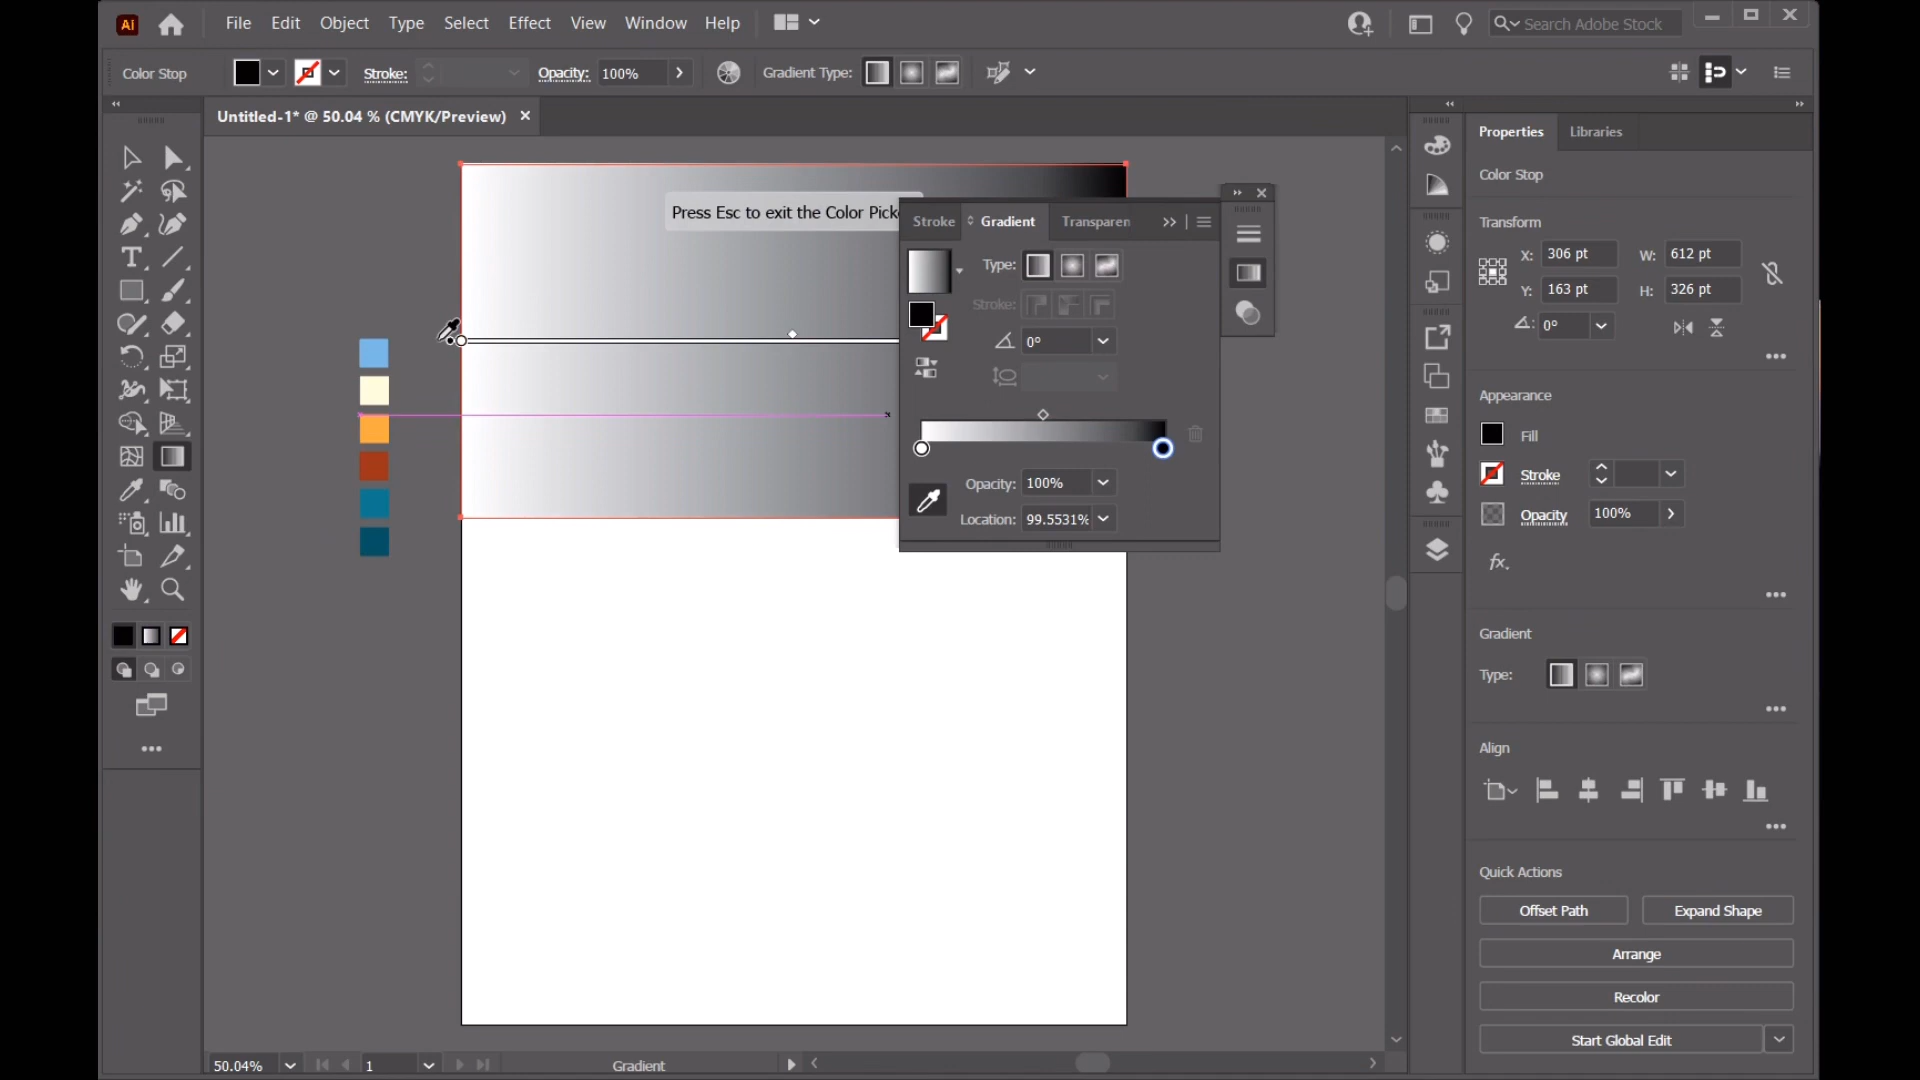 Ai File Edit Object Type Select Effect View Window Help Search Adobe Stock
Color Stop Stroke: Opacity: 100% Gradient Type:
Untitled-1* @ 50.04 % (CMYK/Preview)
Press Esc to exit the Color Picke
Stroke Gradient Transparen
Type:
Stroke:
0°
Opacity: 100%
Location: 99.5531%
Properties Libraries
Color Stop
Transform
X: 306 pt W: 612 pt
Y: 163 pt H: 326 pt
0°
Appearance
Fill
Stroke
Opacity 100%
fx.
Gradient
Type:
Align
Quick Actions
Offset Path Expand Shape
Arrange
Recolor
Start Global Edit
50.04% 1 Gradient